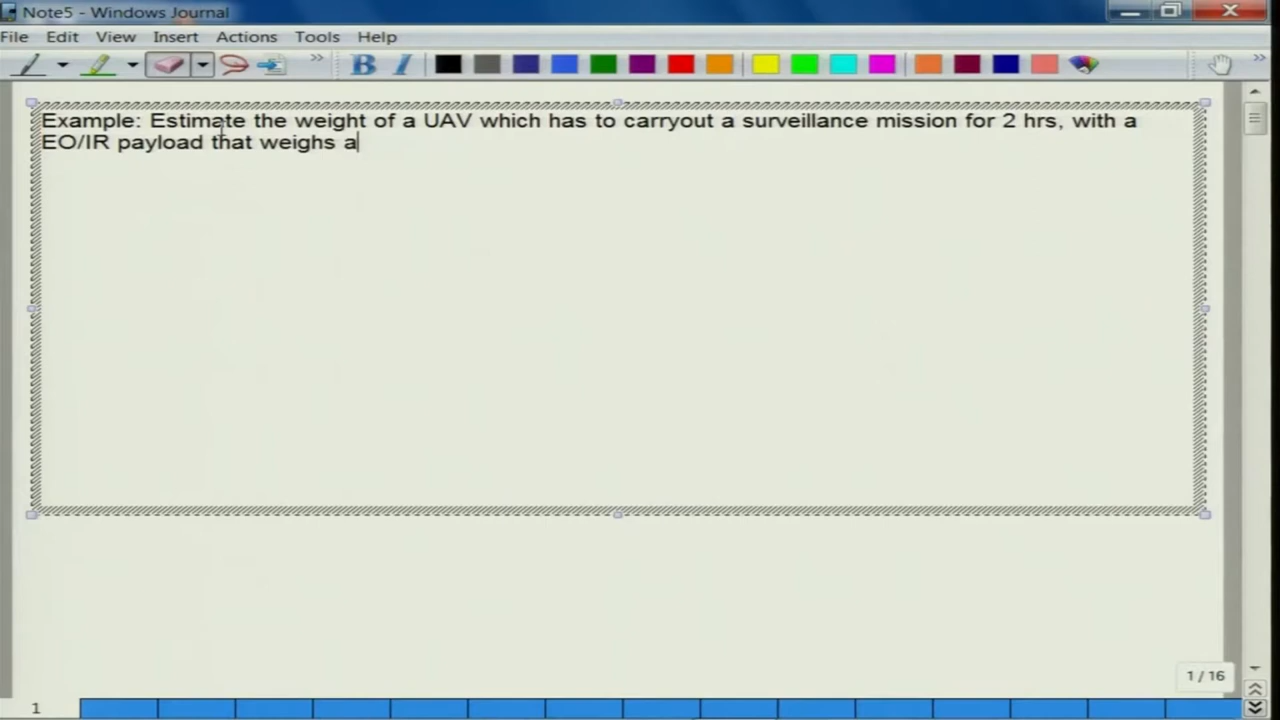 Note5 - Windows Journal
File Edit View Insert Actions Tools Help
B I
Example: Estimate the weight of a UAV which has to carryout a surveillance mission for 2 hrs, with a
EO/IR payload that weighs a
1 / 16
1